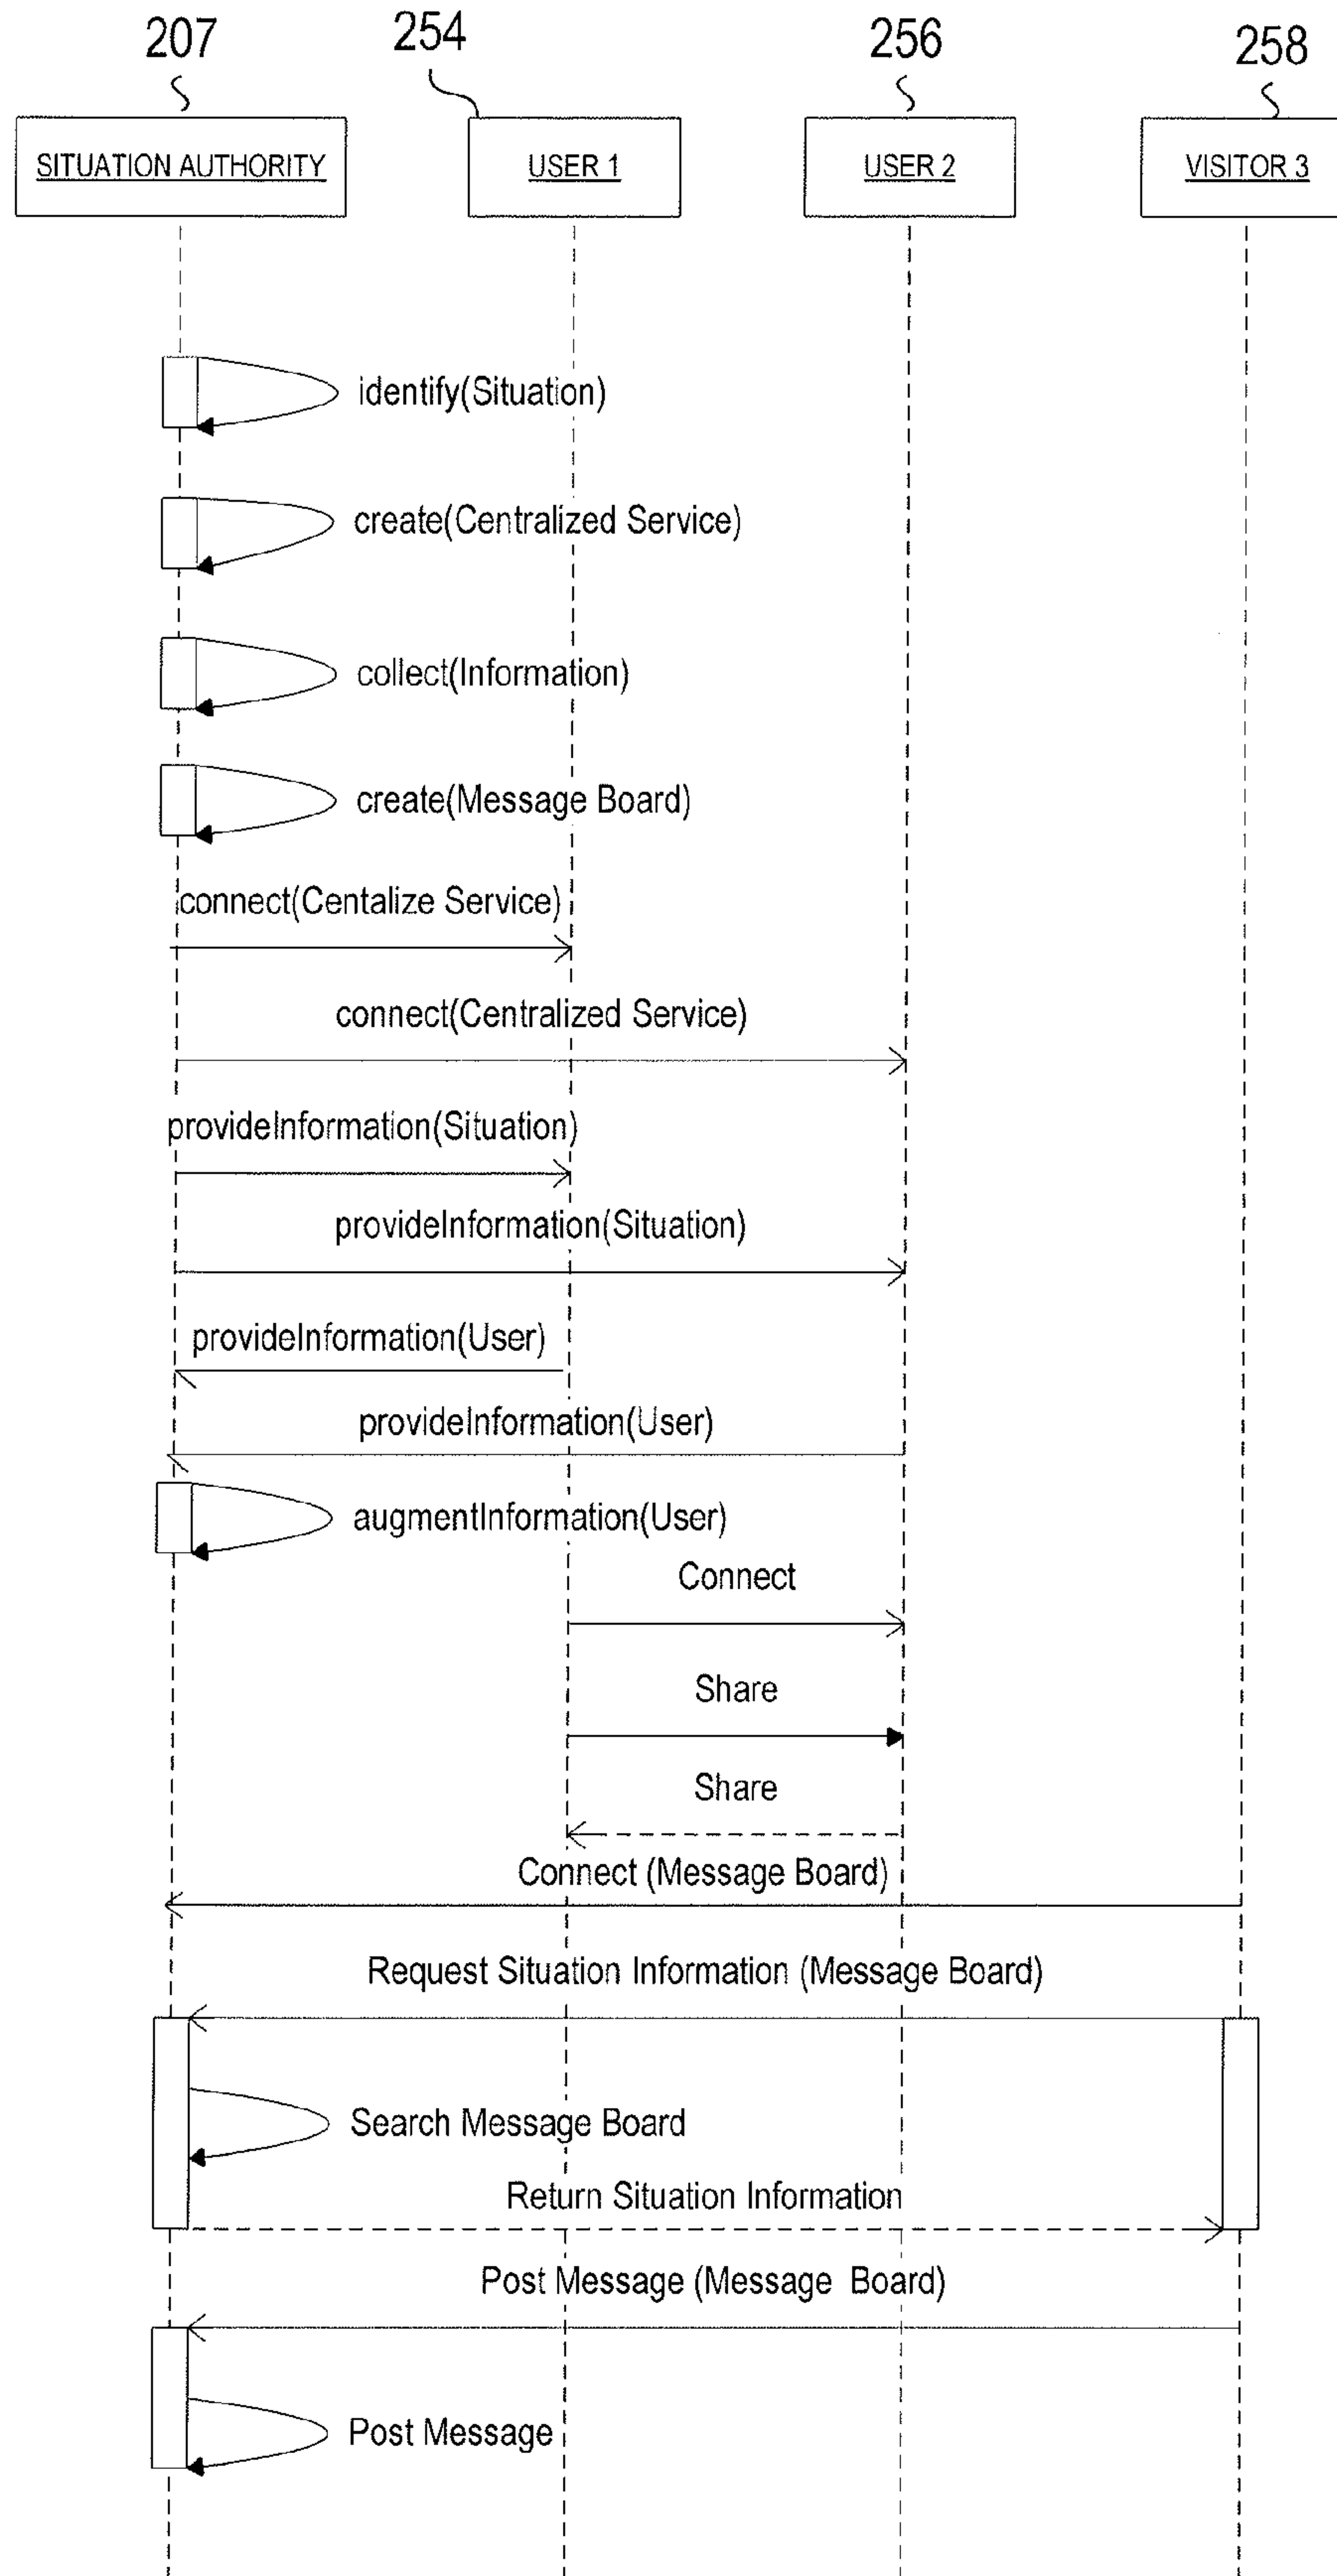 207 254 256 258
SITUATION AUTHORITY USER 1 USER 2 VISITOR 3
identify(Situation)
create(Centralized Service)
collect(Information)
create(Message Board)
connect(Centalize Service)
connect(Centralized Service)
provideInformation(Situation)
provideInformation(Situation)
provideInformation(User)
provideInformation(User)
augmentInformation(User)
Connect
Share
Share
Connect (Message Board)
Request Situation Information (Message Board)
Search Message Board
Return Situation Information
Post Message (Message Board)
Post Message